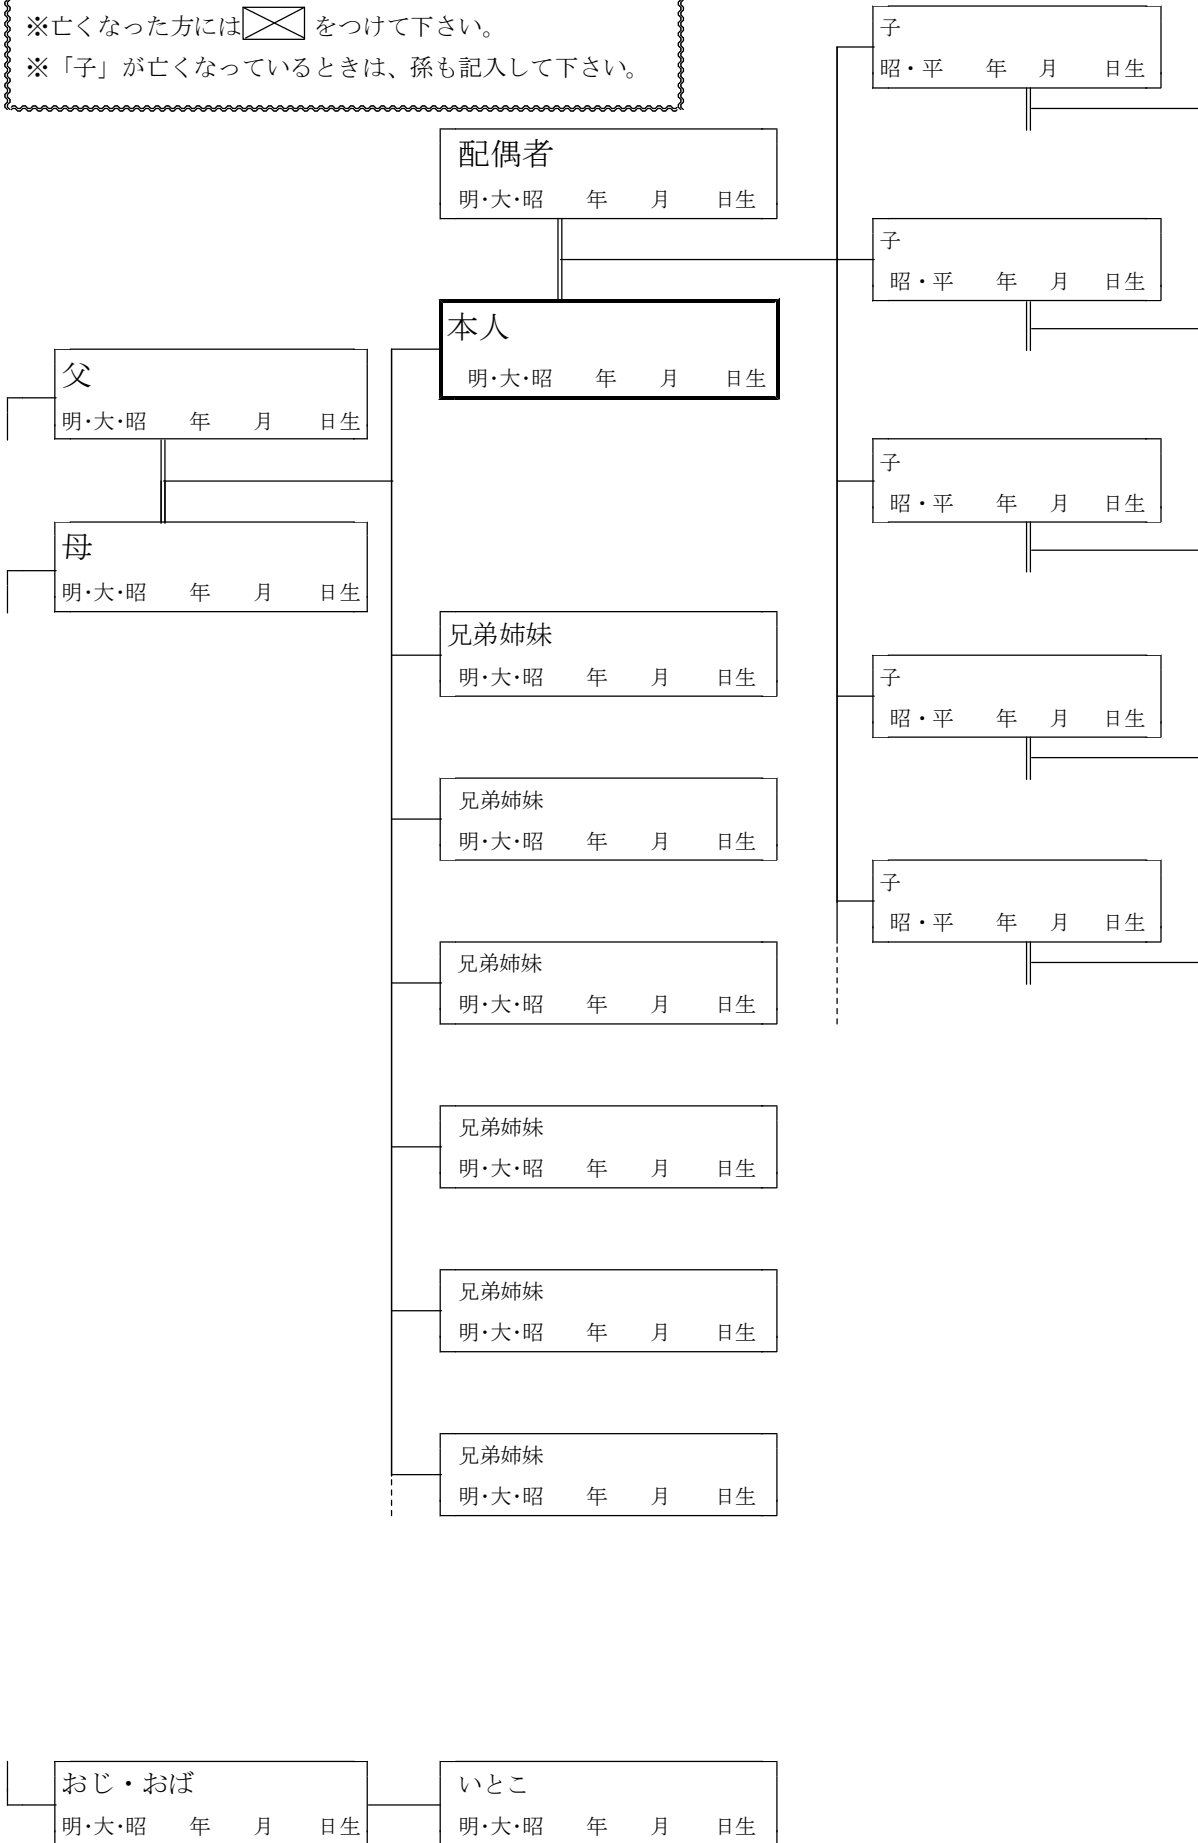 ※亡くなった方には をつけて下さい。
※「子」が亡くなっているときは、孫も記入して下さい。
子
昭・平 年 月 日生
配偶者
明・大・昭 年 月 日生
子
昭・平 年 月 日生
本人
明・大・昭 年 月 日生
父
明・大・昭 年 月 日生
子
昭・平 年 月 日生
母
明・大・昭 年 月 日生
兄弟姉妹
明・大・昭 年 月 日生
子
昭・平 年 月 日生
兄弟姉妹
明・大・昭 年 月 日生
子
昭・平 年 月 日生
兄弟姉妹
明・大・昭 年 月 日生
兄弟姉妹
明・大・昭 年 月 日生
兄弟姉妹
明・大・昭 年 月 日生
兄弟姉妹
明・大・昭 年 月 日生
おじ・おば
明・大・昭 年 月 日生
いとこ
明・大・昭 年 月 日生